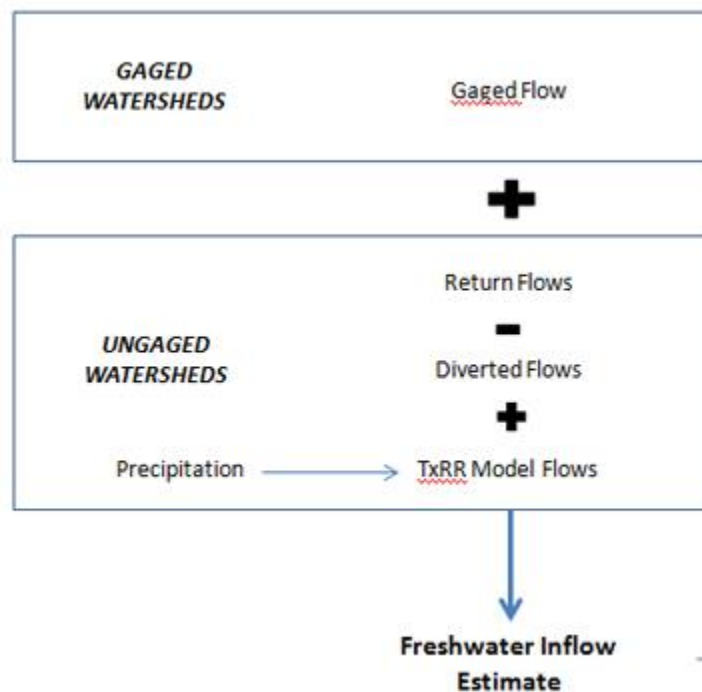 GAGED
WATERSHEDS
Gaged Flow
+
Return Flows
-
UNGAGED
WATERSHEDS
Diverted Flows
+
Precipitation
TxRR Model Flows
Freshwater Inflow
Estimate